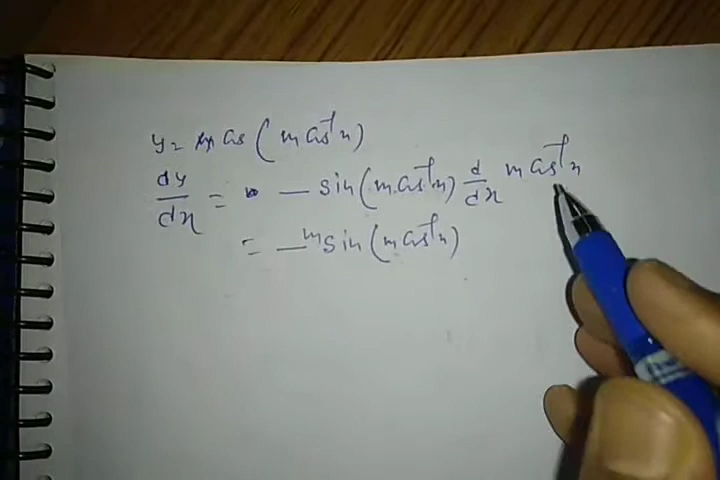 y = cos (m cos⁻¹x)
dy/dx = - sin (m cos⁻¹x) d/dx m cos⁻¹x
= - m sin (m cos⁻¹x)